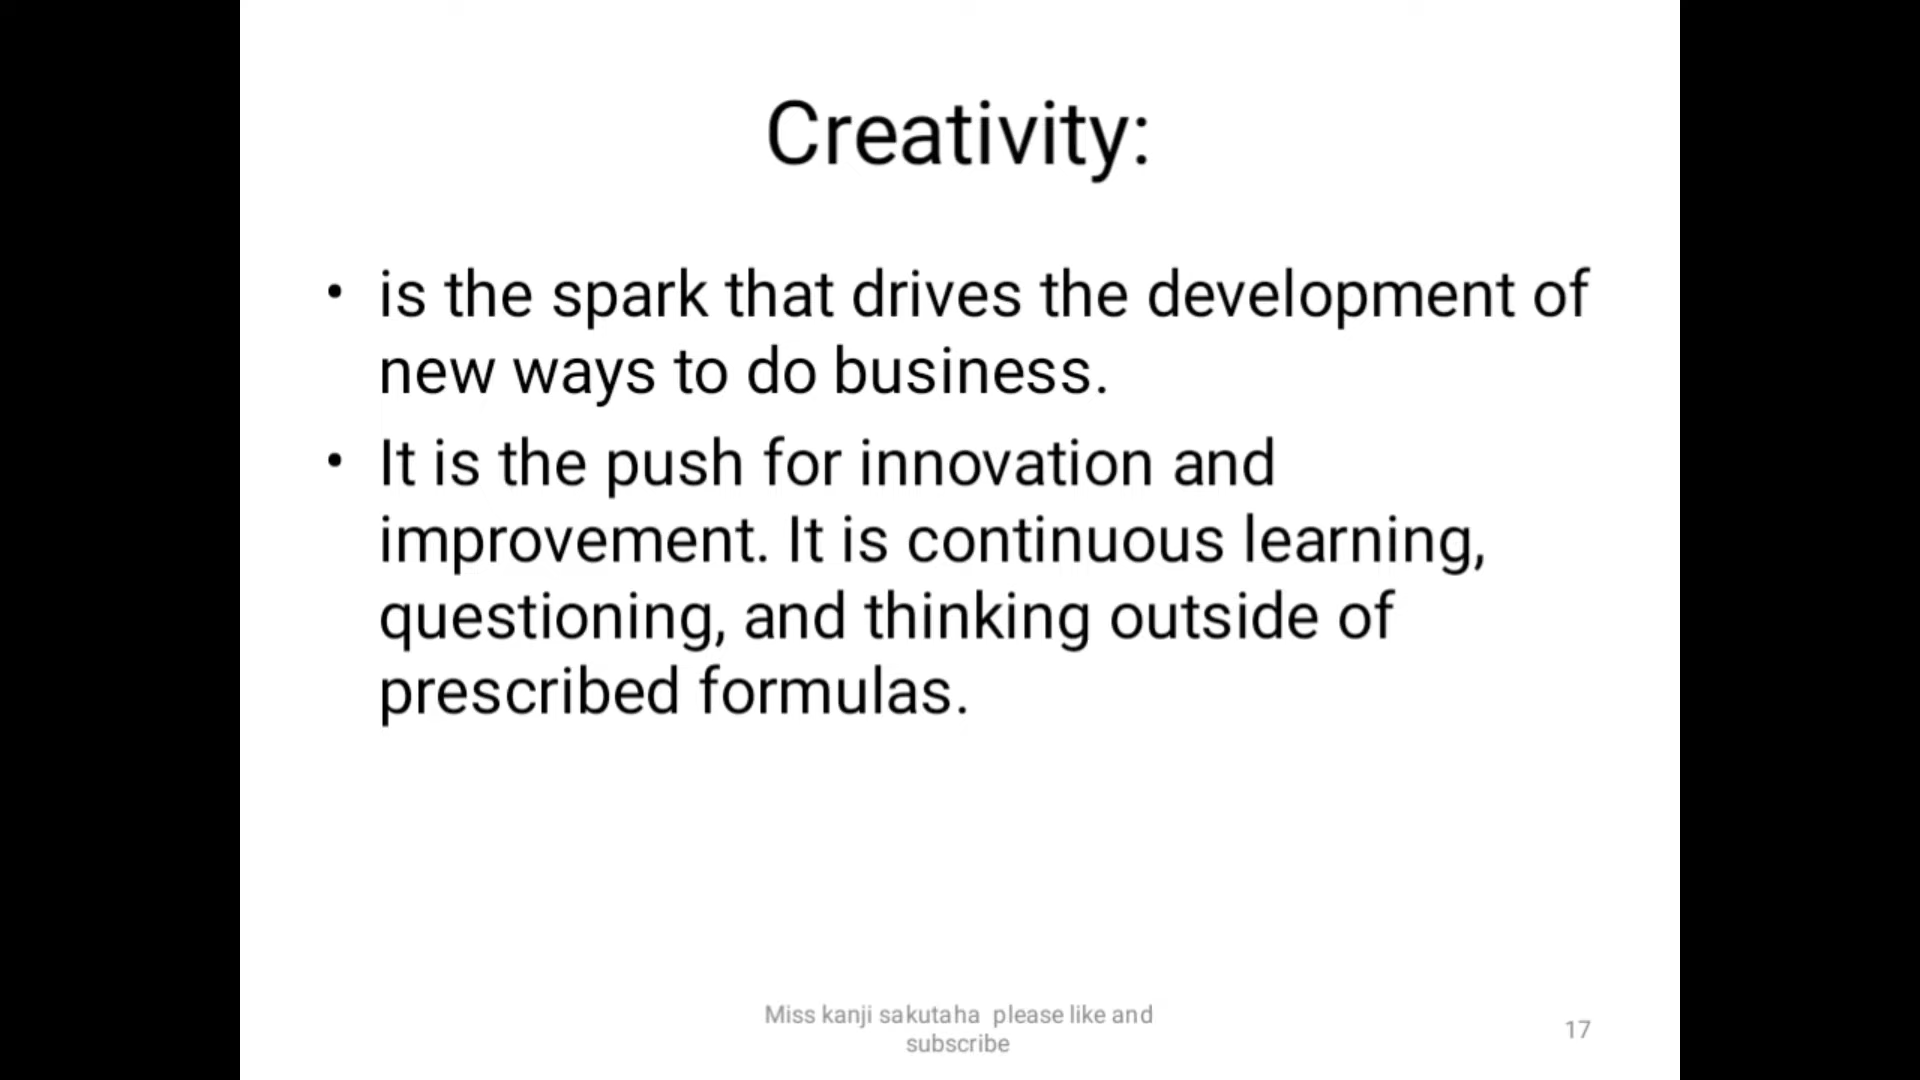 Creativity:
• is the spark that drives the development of
new ways to do business.
• It is the push for innovation and
improvement. It is continuous learning,
questioning, and thinking outside of
prescribed formulas.
Miss kanji sakutaha please like and
subscribe
17